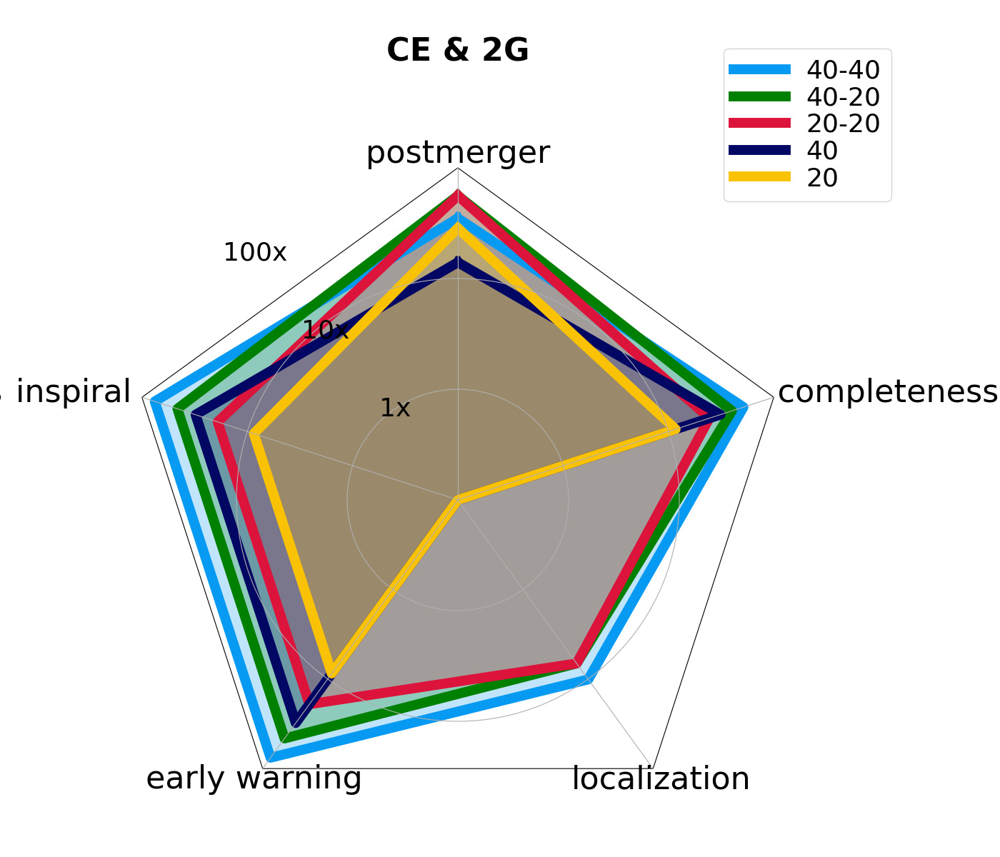 CE & 2G
40-40
40-20
20-20
40
20
postmerger
100x
10x
1x
inspiral
completeness
early warning
localization